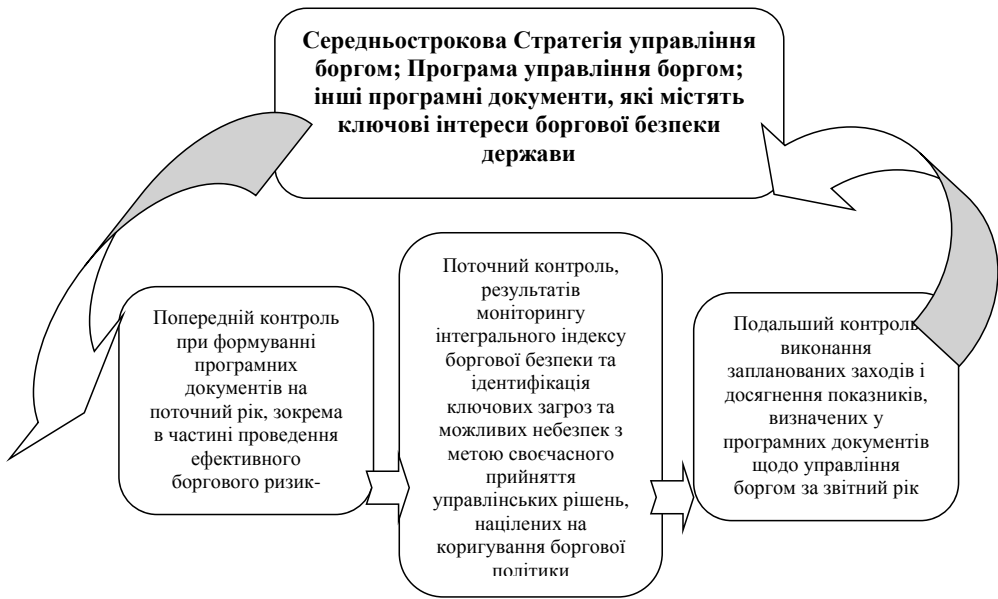 Середньострокова Стратегія управління
боргом; Програма управління боргом;
інші програмні документи, які містять
ключові інтереси боргової безпеки
держави
Попередній контроль
при формуванні
програмних
документів на
поточний рік, зокрема
в частині проведення
ефективного
боргового ризик-
Поточний контроль,
результатів
моніторингу
інтегрального індексу
боргової безпеки та
ідентифікація
ключових загроз та
можливих небезпек з
метою своєчасного
прийняття
управлінських рішень,
націлених на
коригування боргової
політики
Подальший контроль
виконання
запланованих заходів і
досягнення показників,
визначених у
програмних документів
щодо управління
боргом за звітний рік